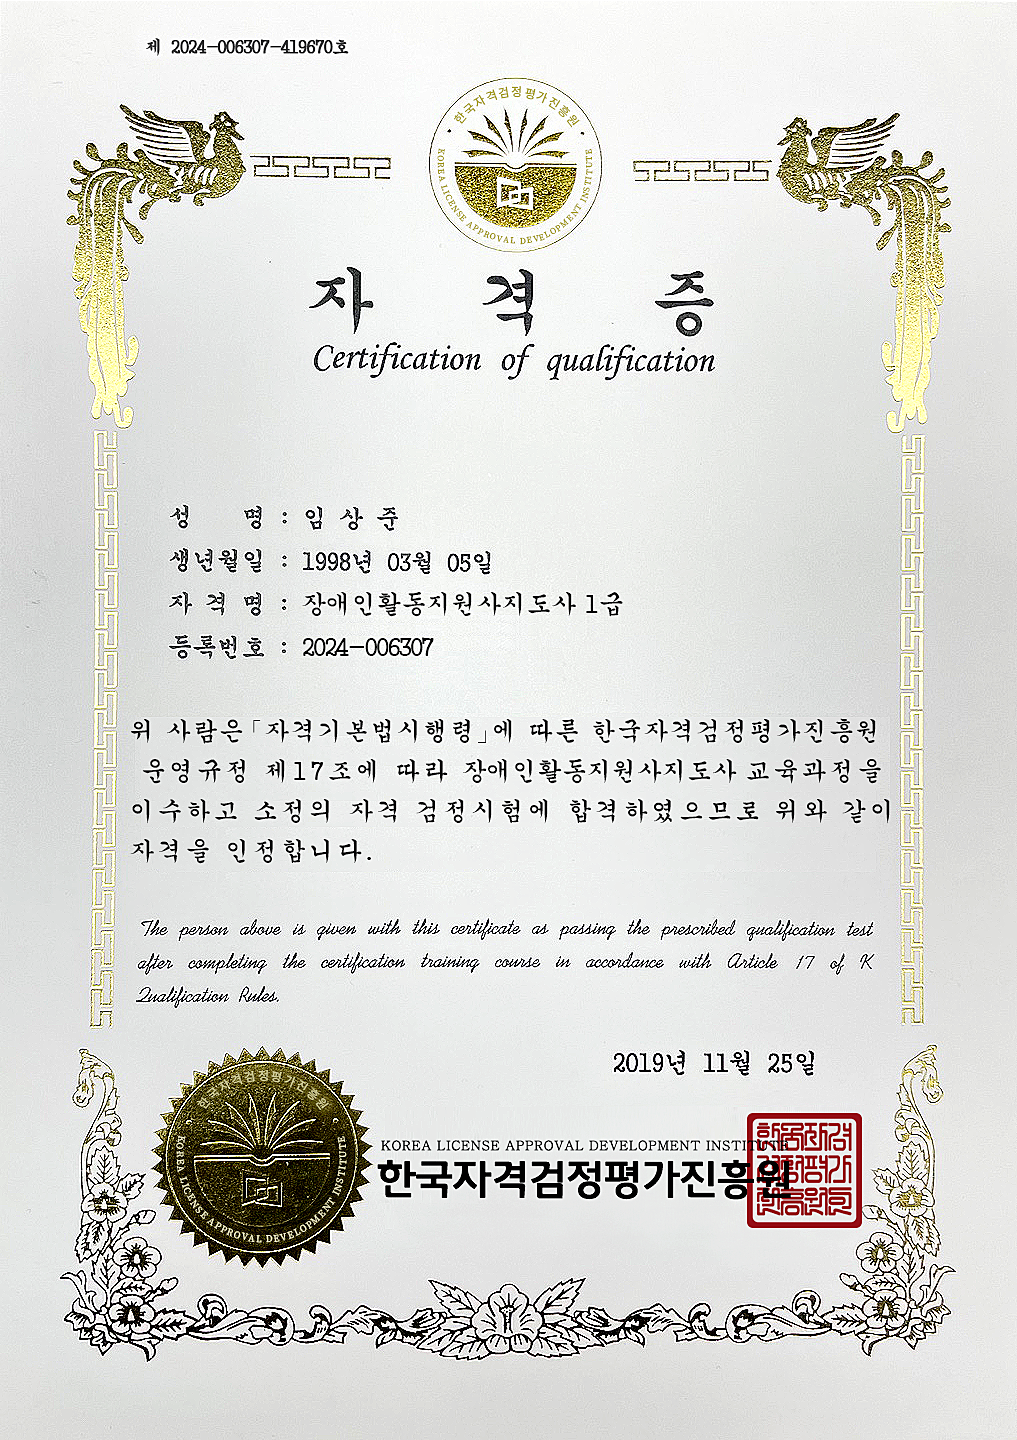 제 2024-006307-419670호
한국자격검정평가진흥원
KOREA LICENSE APPROVAL DEVELOPMENT INSTITUTE
자 격 증
Certification of qualification
성 명 : 임 상 준
생년월일 : 1998년 03월 05일
자 격 명 : 장애인활동지원사지도사 1급
등록번호 : 2024-006307
위 사람은「자격기본법시행령」에 따른 한국자격검정평가진흥원
운영규정 제17조에 따라 장애인활동지원사지도사 교육과정을
이수하고 소정의 자격 검정시험에 합격하였으므로 위와 같이
자격을 인정합니다.
The person above is given with this certificate as passing the prescribed qualification test
after completing the certification training course in accordance with Article 17 of K
Qualification Rules.
2019년 11월 25일
한국자격검정평가진흥원
KOREA LICENSE APPROVAL DEVELOPMENT INSTITUTE
KOREA LICENSE APPROVAL DEVELOPMENT INSTITUTE
한국자격검정평가진흥원